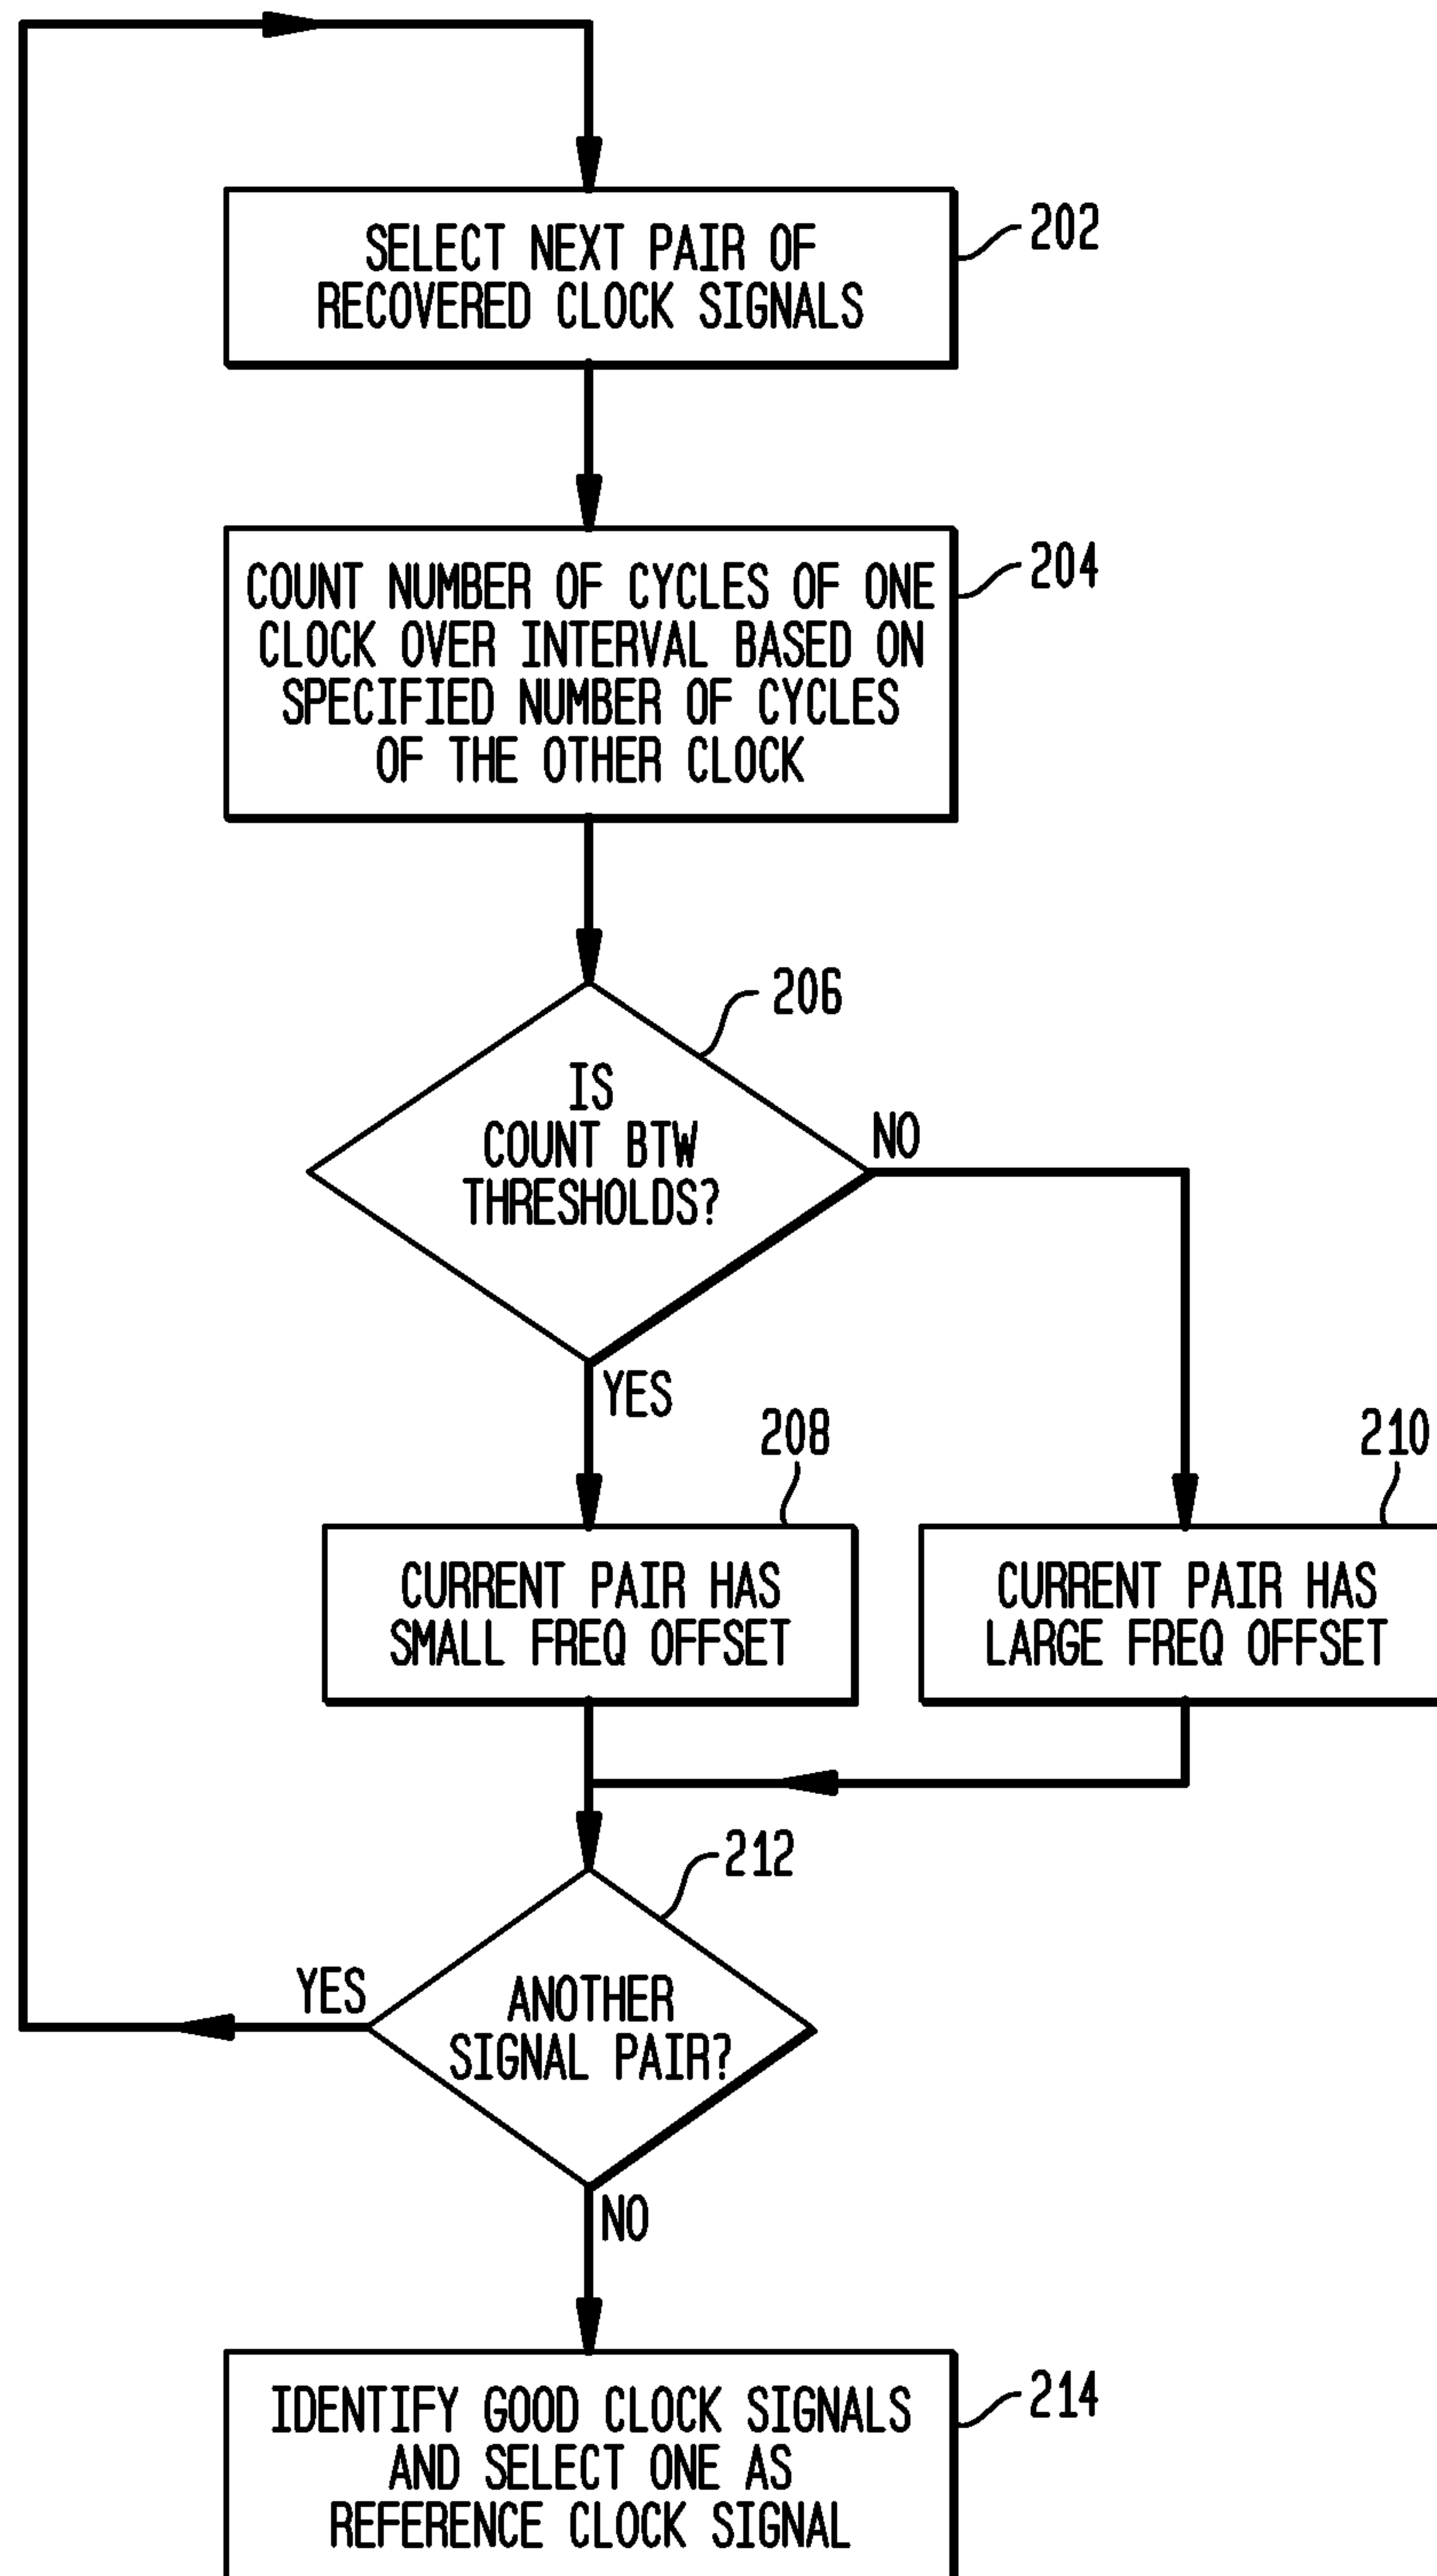 SELECT NEXT PAIR OF
RECOVERED CLOCK SIGNALS
202
COUNT NUMBER OF CYCLES OF ONE
CLOCK OVER INTERVAL BASED ON
SPECIFIED NUMBER OF CYCLES
OF THE OTHER CLOCK
204
206
IS
COUNT BTW
THRESHOLDS?
NO
YES
208
210
CURRENT PAIR HAS
SMALL FREQ OFFSET
CURRENT PAIR HAS
LARGE FREQ OFFSET
212
YES
ANOTHER
SIGNAL PAIR?
NO
IDENTIFY GOOD CLOCK SIGNALS
AND SELECT ONE AS
REFERENCE CLOCK SIGNAL
214